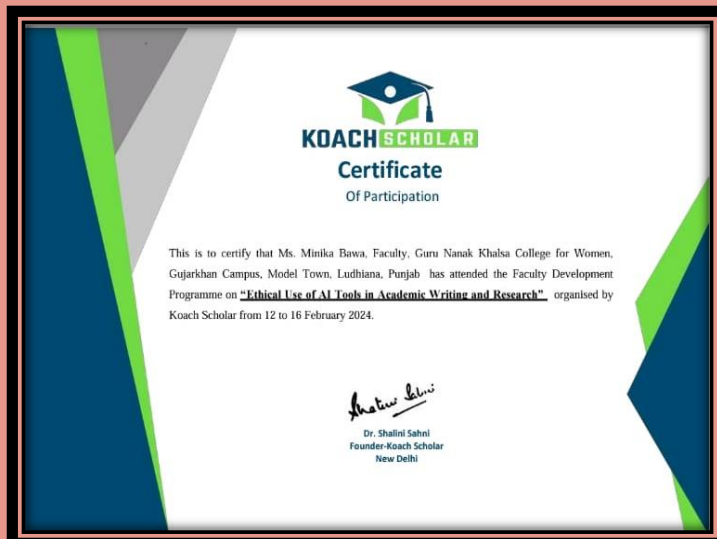 KOACH SCHOLAR
Certificate
Of Participation
This is to certify that Ms. Minika Bawa, Faculty, Guru Nanak Khalsa College for Women,
Gujarkhan Campus, Model Town, Ludhiana, Punjab has attended the Faculty Development
Programme on "Ethical Use of AI Tools in Academic Writing and Research" organised by
Koach Scholar from 12 to 16 February 2024.
Shalini Sahni
Dr. Shalini Sahni
Founder-Koach Scholar
New Delhi